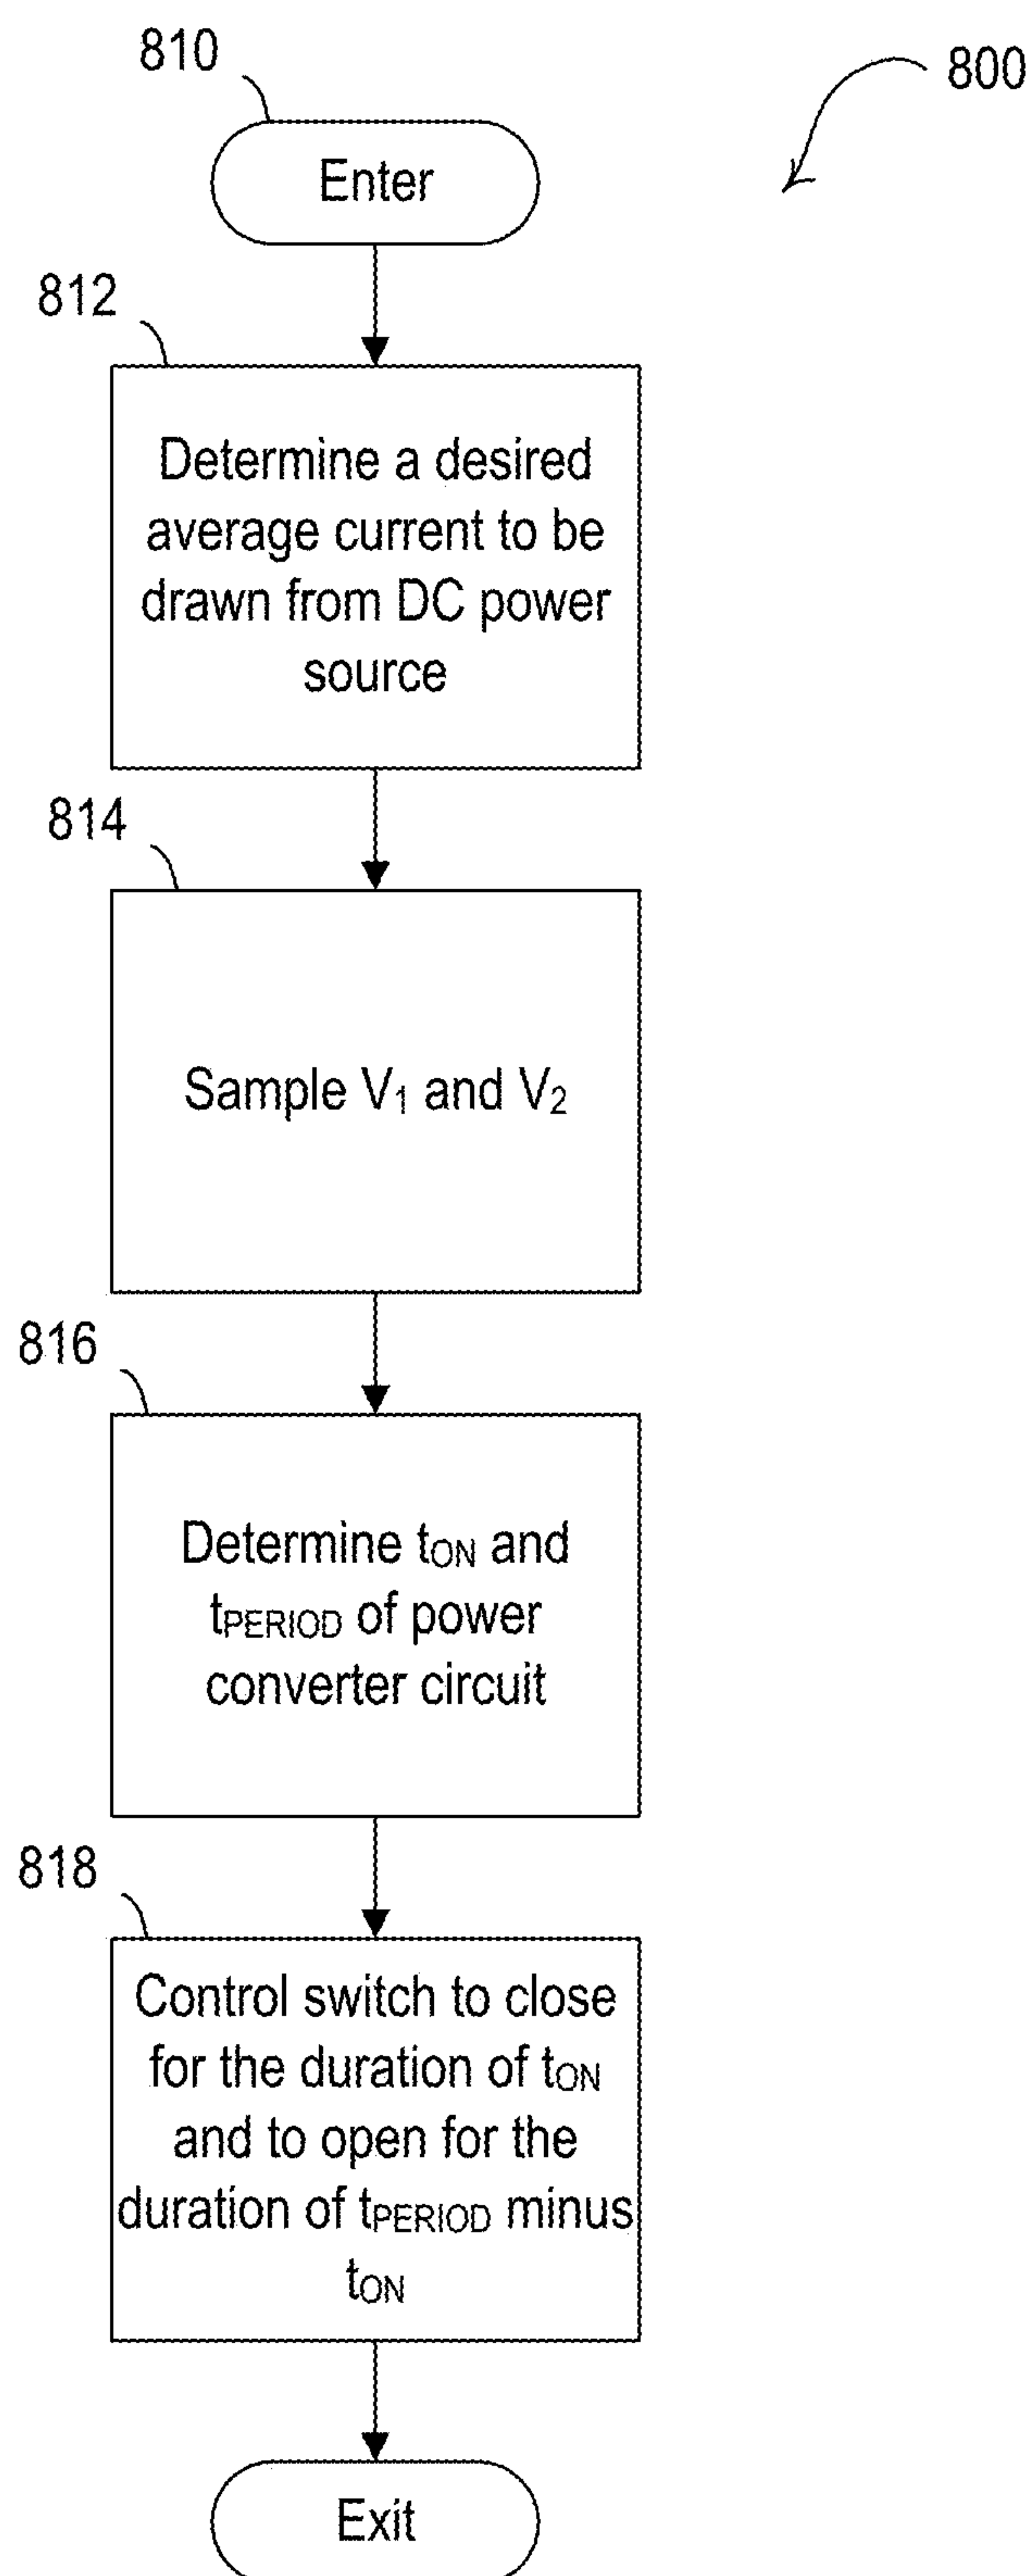 810
800
Enter
812
Determine a desired
average current to be
drawn from DC power
source
814
Sample V₁ and V₂
816
Determine tON and
tPERIOD of power
converter circuit
818
Control switch to close
for the duration of tON
and to open for the
duration of tPERIOD minus
tON
Exit